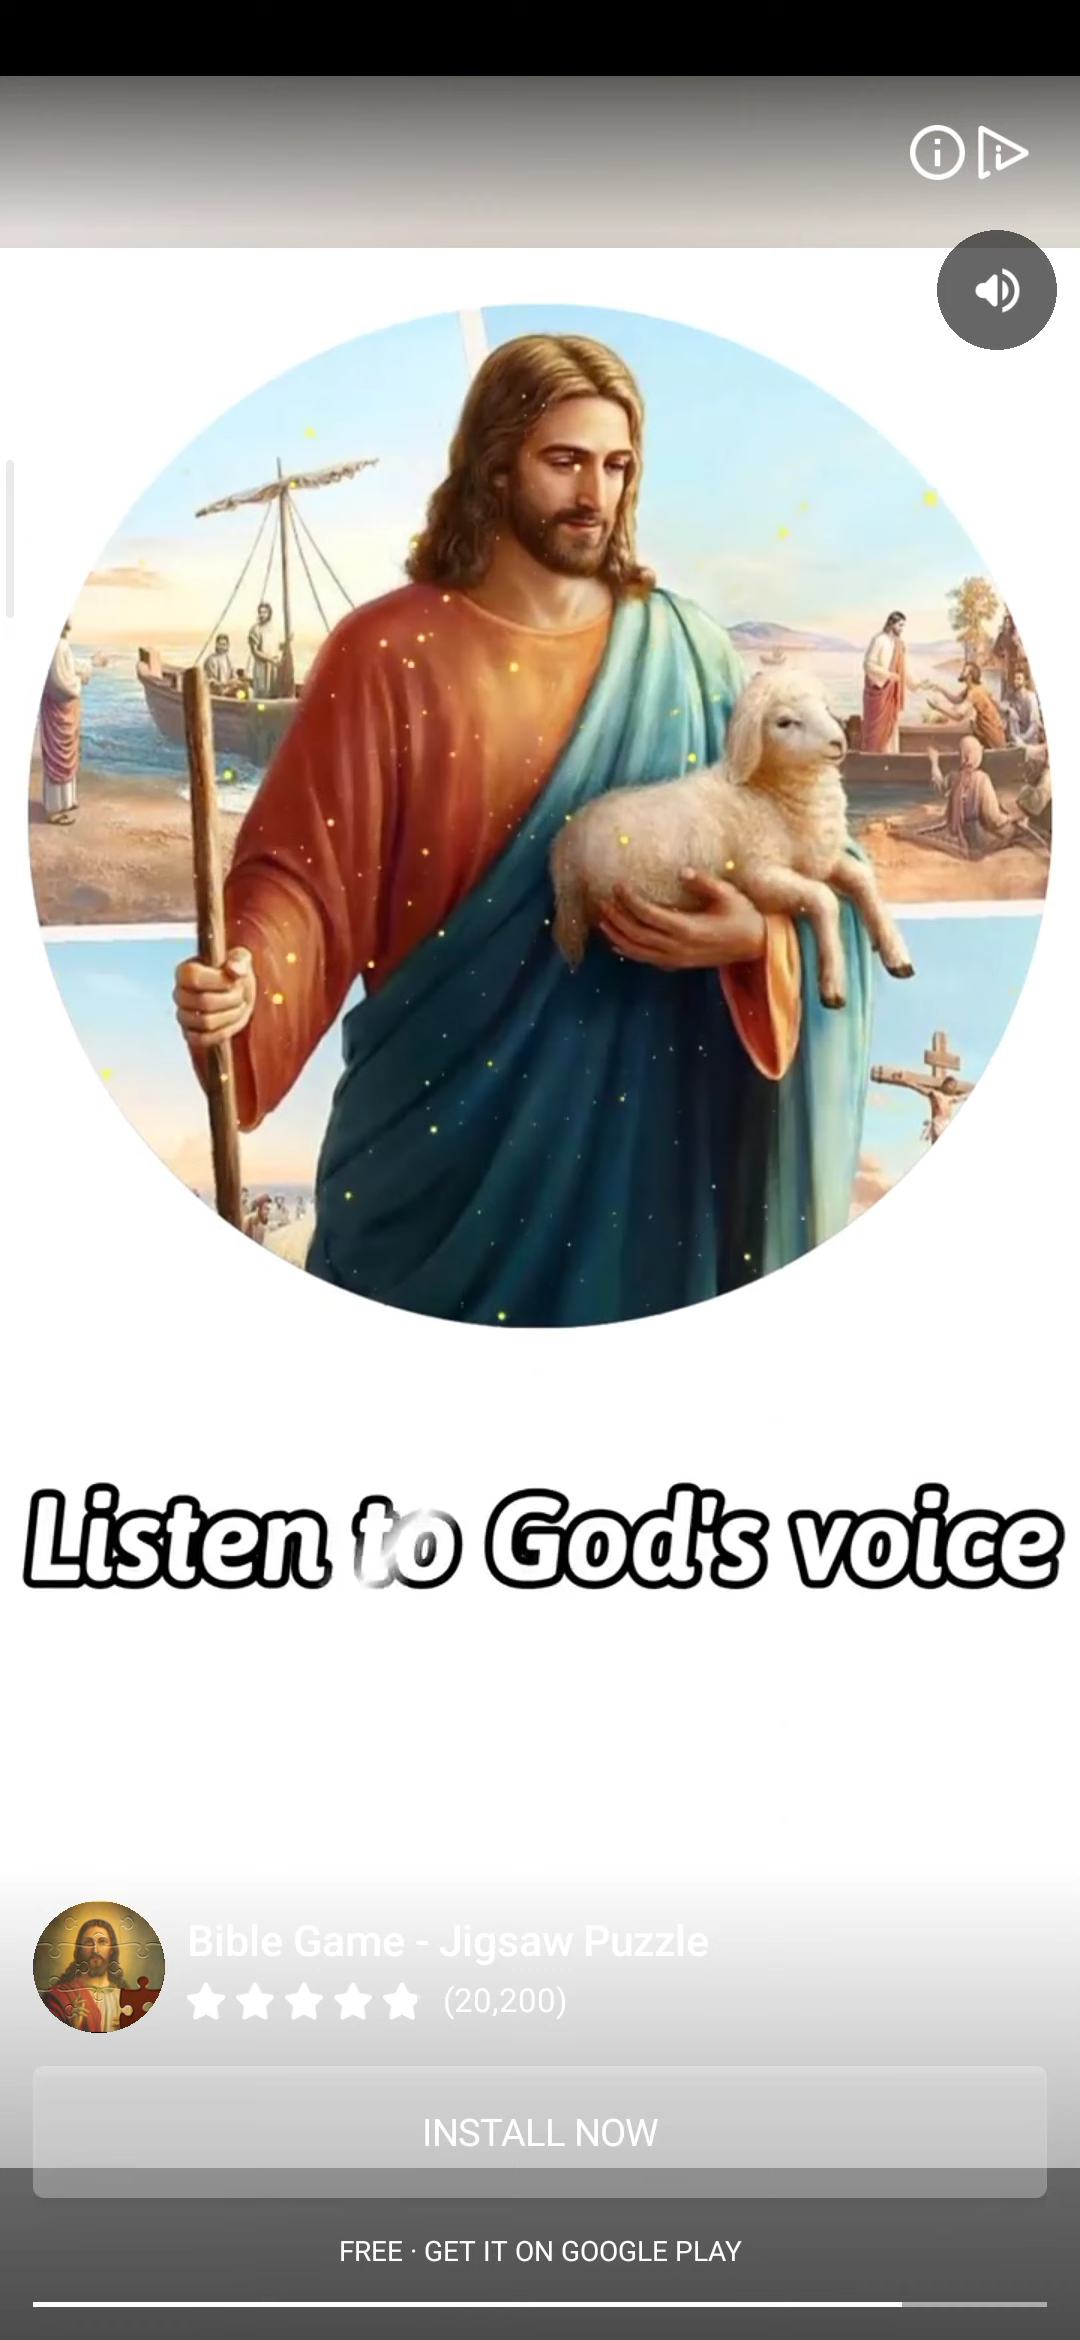 Listen to God's voice
Bible Game - Jigsaw Puzzle
(20,200)
INSTALL NOW
FREE · GET IT ON GOOGLE PLAY